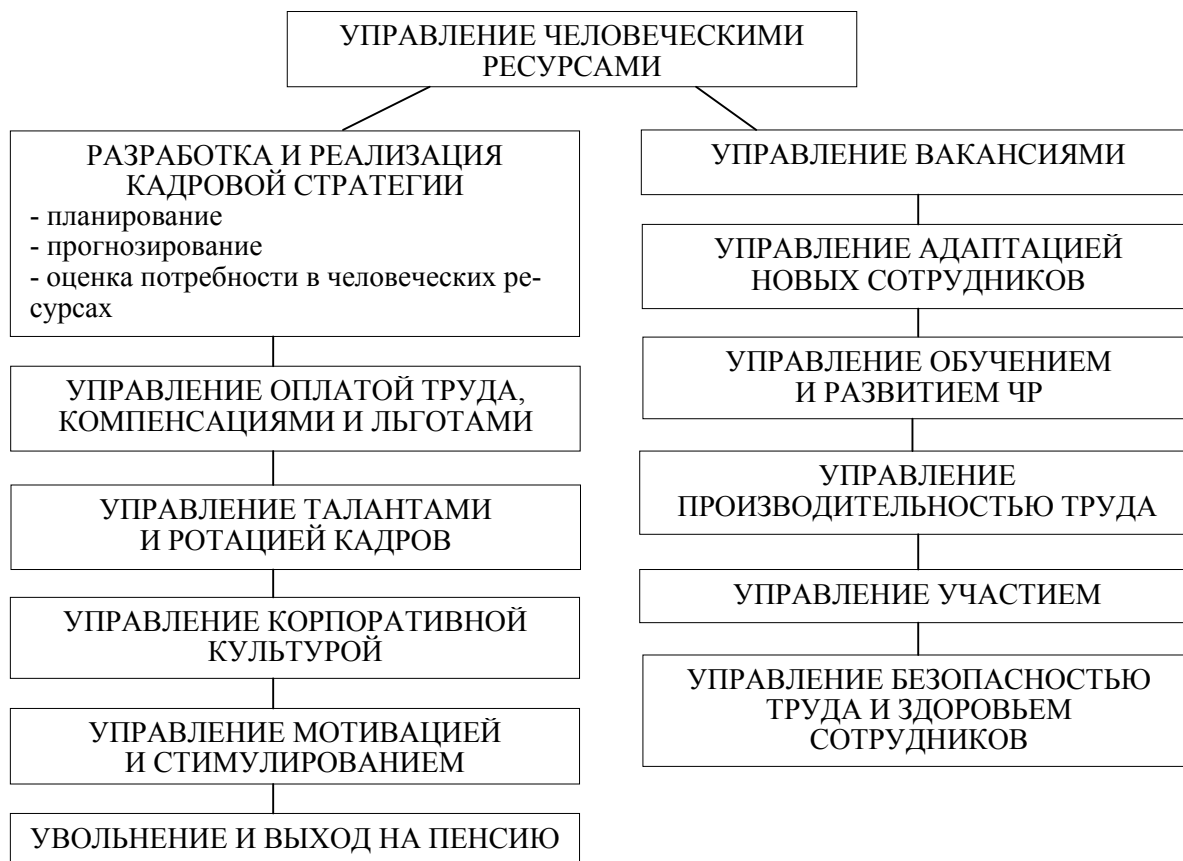 УПРАВЛЕНИЕ ЧЕЛОВЕЧЕСКИМИ
РЕСУРСАМИ
РАЗРАБОТКА И РЕАЛИЗАЦИЯ
КАДРОВОЙ СТРАТЕГИИ
- планирование
- прогнозирование
- оценка потребности в человеческих ре-
сурсах
УПРАВЛЕНИЕ ОПЛАТОЙ ТРУДА,
КОМПЕНСАЦИЯМИ И ЛЬГОТАМИ
УПРАВЛЕНИЕ ТАЛАНТАМИ
И РОТАЦИЕЙ КАДРОВ
УПРАВЛЕНИЕ КОРПОРАТИВНОЙ
КУЛЬТУРОЙ
УПРАВЛЕНИЕ МОТИВАЦИЕЙ
И СТИМУЛИРОВАНИЕМ
УВОЛЬНЕНИЕ И ВЫХОД НА ПЕНСИЮ
УПРАВЛЕНИЕ ВАКАНСИЯМИ
УПРАВЛЕНИЕ АДАПТАЦИЕЙ
НОВЫХ СОТРУДНИКОВ
УПРАВЛЕНИЕ ОБУЧЕНИЕМ
И РАЗВИТИЕМ ЧР
УПРАВЛЕНИЕ
ПРОИЗВОДИТЕЛЬНОСТЬЮ ТРУДА
УПРАВЛЕНИЕ УЧАСТИЕМ
УПРАВЛЕНИЕ БЕЗОПАСНОСТЬЮ
ТРУДА И ЗДОРОВЬЕМ
СОТРУДНИКОВ